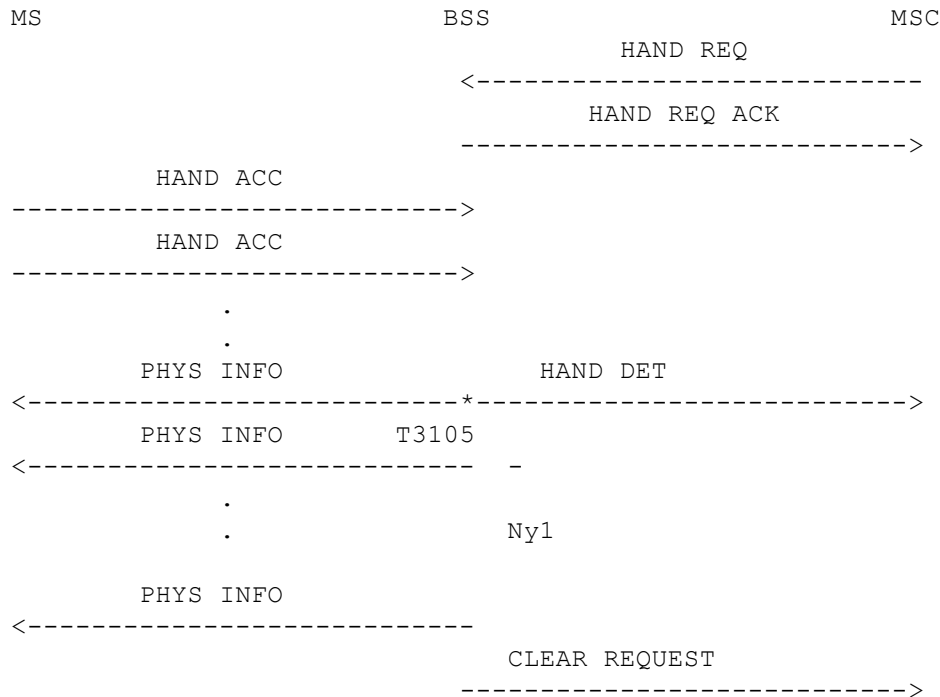 MS BSS MSC
HAND REQ
<----------------------------
HAND REQ ACK
---------------------------->
HAND ACC
---------------------------->
HAND ACC
---------------------------->
.
.
PHYS INFO HAND DET
<---------------------------*--------------------------->
PHYS INFO T3105
<---------------------------- -
.
. Ny1
PHYS INFO
<----------------------------
CLEAR REQUEST
---------------------------->